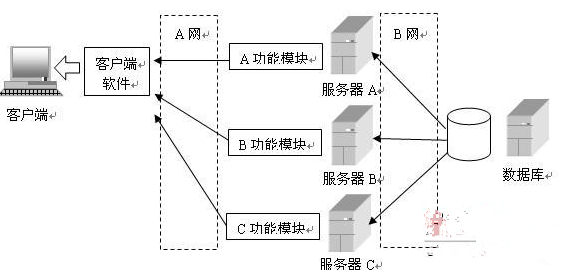 A 网
B 网
A 功能模块
客户端
软件
服务器 A
客户端
B 功能模块
服务器 B
数据库
C 功能模块
服务器 C